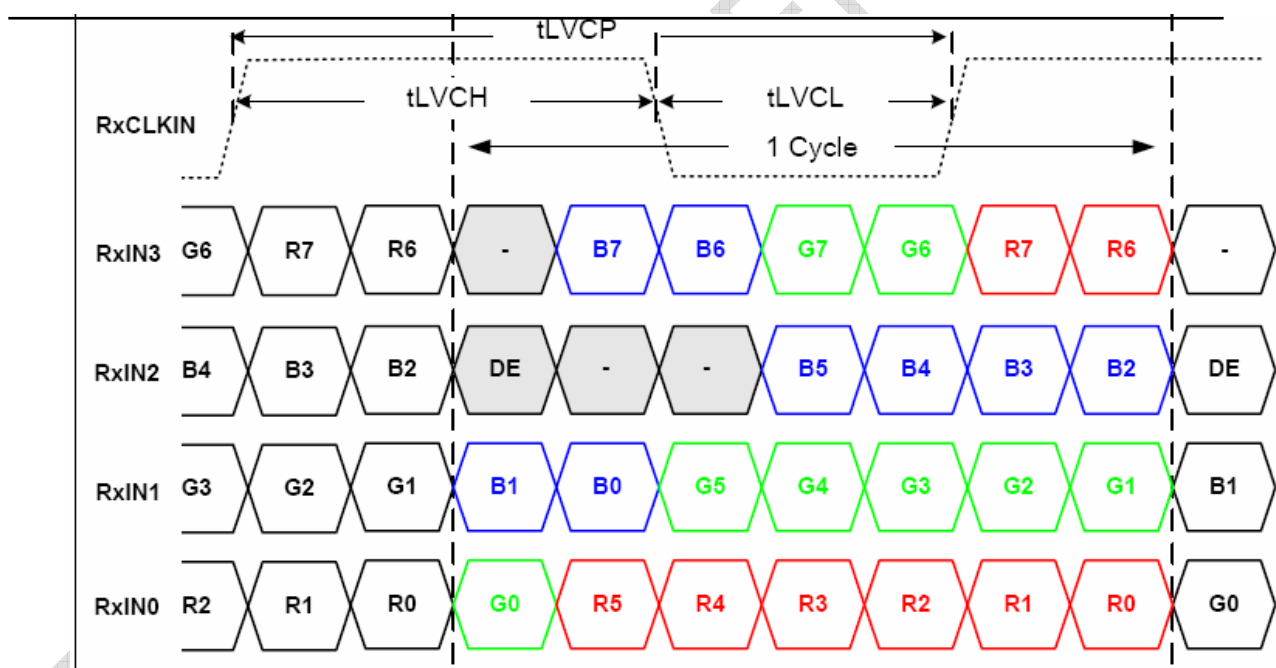 tLVCP
tLVCH tLVCL
RxCLKIN
1 Cycle
RxIN3 G6 R7 R6 - B7 B6 G7 G6 R7 R6 -
RxIN2 B4 B3 B2 DE - - B5 B4 B3 B2 DE
RxIN1 G3 G2 G1 B1 B0 G5 G4 G3 G2 G1 B1
RxIN0 R2 R1 R0 G0 R5 R4 R3 R2 R1 R0 G0